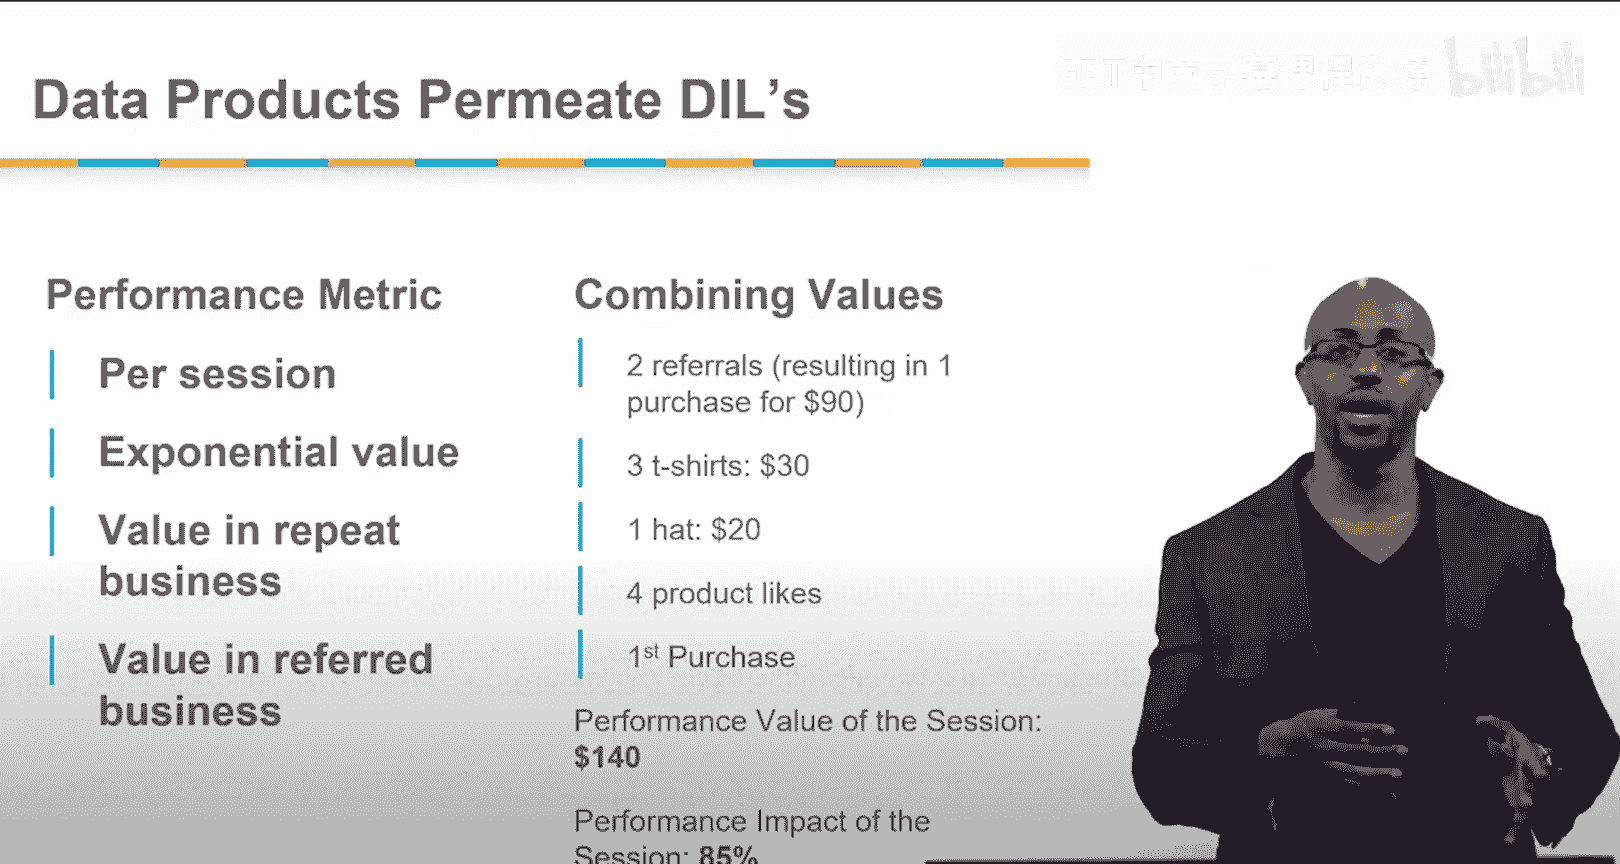 bilibili
Data Products Permeate DIL’s
Performance Metric
Per session
Exponential value
Value in repeat
business
Value in referred
business
Combining Values
2 referrals (resulting in 1
purchase for $90)
3 t-shirts: $30
1 hat: $20
4 product likes
1st Purchase
Performance Value of the Session:
$140
Performance Impact of the
Session: 85%